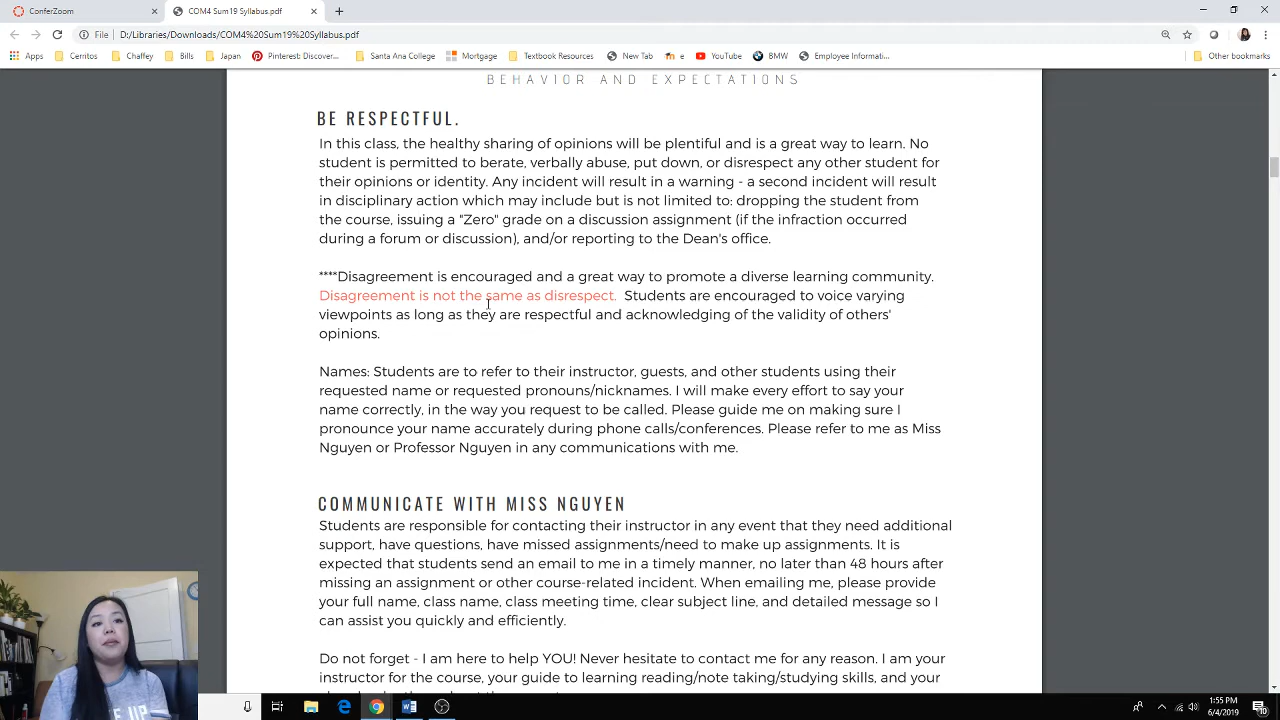 ConferZoom
COM4 Sum19 Syllabus.pdf
File
D:/Libraries/Downloads/COM4%20Sum19%20Syllabus.pdf
Apps
Cerritos
Chaffey
Bills
Japan
Pinterest: Discover...
Santa Ana College
Mortgage
Textbook Resources
New Tab
e
YouTube
BMW
Employee Informati...
Other bookmarks
BEHAVIOR AND EXPECTATIONS
BE RESPECTFUL.
In this class, the healthy sharing of opinions will be plentiful and is a great way to learn. No
student is permitted to berate, verbally abuse, put down, or disrespect any other student for
their opinions or identity. Any incident will result in a warning - a second incident will result
in disciplinary action which may include but is not limited to: dropping the student from
the course, issuing a "Zero" grade on a discussion assignment (if the infraction occurred
during a forum or discussion), and/or reporting to the Dean's office.
****Disagreement is encouraged and a great way to promote a diverse learning community.
Disagreement is not the same as disrespect. Students are encouraged to voice varying
viewpoints as long as they are respectful and acknowledging of the validity of others'
opinions.
Names: Students are to refer to their instructor, guests, and other students using their
requested name or requested pronouns/nicknames. I will make every effort to say your
name correctly, in the way you request to be called. Please guide me on making sure I
pronounce your name accurately during phone calls/conferences. Please refer to me as Miss
Nguyen or Professor Nguyen in any communications with me.
COMMUNICATE WITH MISS NGUYEN
Students are responsible for contacting their instructor in any event that they need additional
support, have questions, have missed assignments/need to make up assignments. It is
expected that students send an email to me in a timely manner, no later than 48 hours after
missing an assignment or other course-related incident. When emailing me, please provide
your full name, class name, class meeting time, clear subject line, and detailed message so I
can assist you quickly and efficiently.
Do not forget - I am here to help YOU! Never hesitate to contact me for any reason. I am your
instructor for the course, your guide to learning reading/note taking/studying skills, and your
1:55 PM
6/4/2019